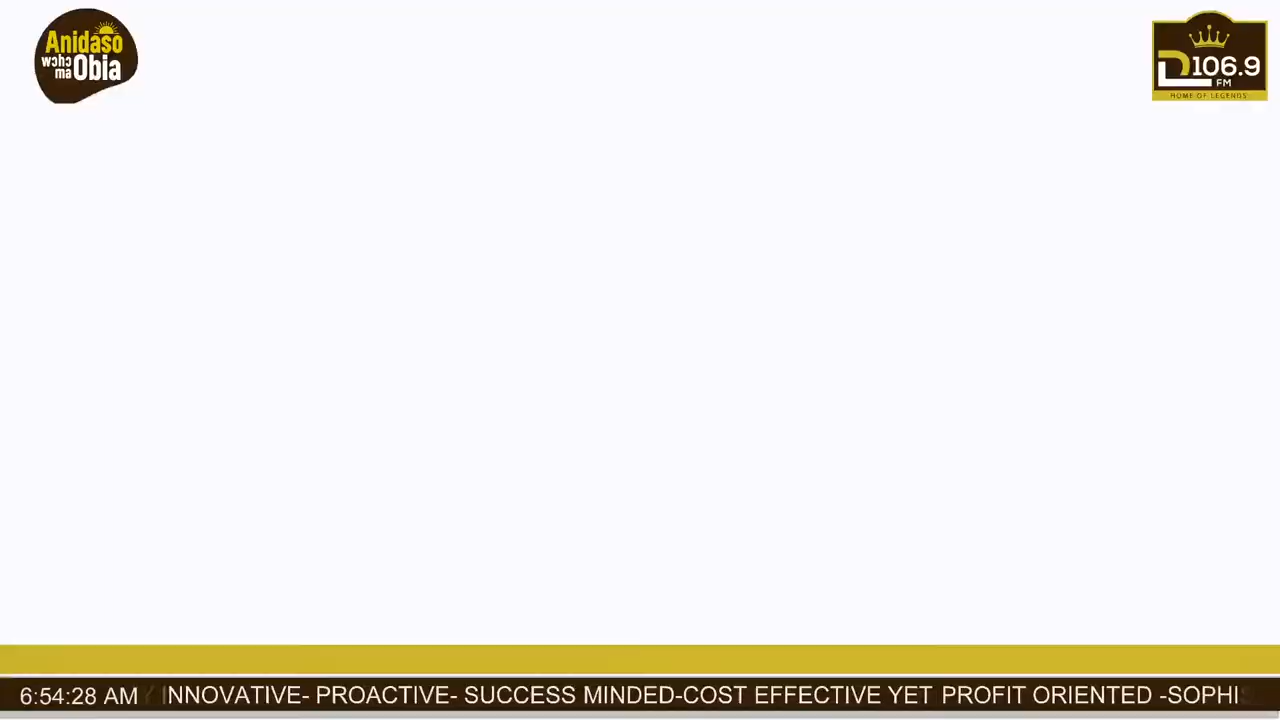 Anidaso
wɔhɔ
ma Obia
106.9
FM
HOME OF LEGENDS
6:54:28 AM INNOVATIVE- PROACTIVE- SUCCESS MINDED-COST EFFECTIVE YET PROFIT ORIENTED -SOPHI